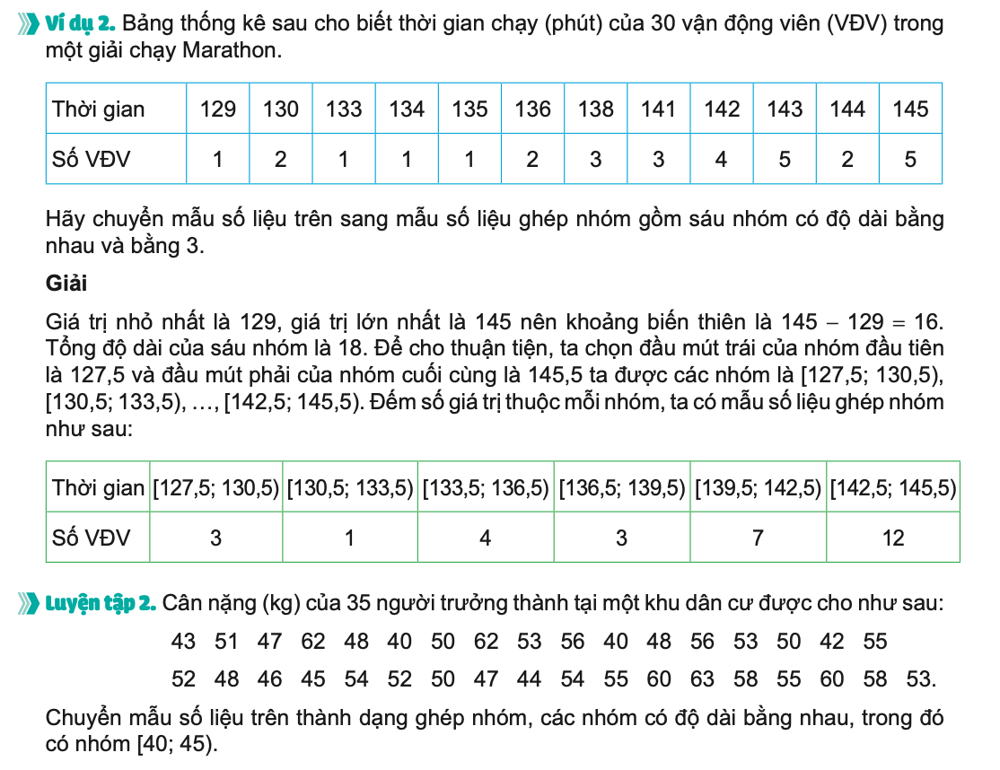 Ví dụ 2. Bảng thống kê sau cho biết thời gian chạy (phút) của 30 vận động viên (VĐV) trong
một giải chạy Marathon.
Thời gian 129 130 133 134 135 136 138 141 142 143 144 145
Số VĐV 1 2 1 1 1 2 3 3 4 5 2 5
Hãy chuyển mẫu số liệu trên sang mẫu số liệu ghép nhóm gồm sáu nhóm có độ dài bằng
nhau và bằng 3.
Giải
Giá trị nhỏ nhất là 129, giá trị lớn nhất là 145 nên khoảng biến thiên là 145 – 129 = 16.
Tổng độ dài của sáu nhóm là 18. Để cho thuận tiện, ta chọn đầu mút trái của nhóm đầu tiên
là 127,5 và đầu mút phải của nhóm cuối cùng là 145,5 ta được các nhóm là [127,5; 130,5),
[130,5; 133,5), ..., [142,5; 145,5). Đếm số giá trị thuộc mỗi nhóm, ta có mẫu số liệu ghép nhóm
như sau:
Thời gian [127,5; 130,5) [130,5; 133,5) [133,5; 136,5) [136,5; 139,5) [139,5; 142,5) [142,5; 145,5)
Số VĐV 3 1 4 3 7 12
Luyện tập 2. Cân nặng (kg) của 35 người trưởng thành tại một khu dân cư được cho như sau:
43 51 47 62 48 40 50 62 53 56 40 48 56 53 50 42 55
52 48 46 45 54 52 50 47 44 54 55 60 63 58 55 60 58 53.
Chuyển mẫu số liệu trên thành dạng ghép nhóm, các nhóm có độ dài bằng nhau, trong đó
có nhóm [40; 45).